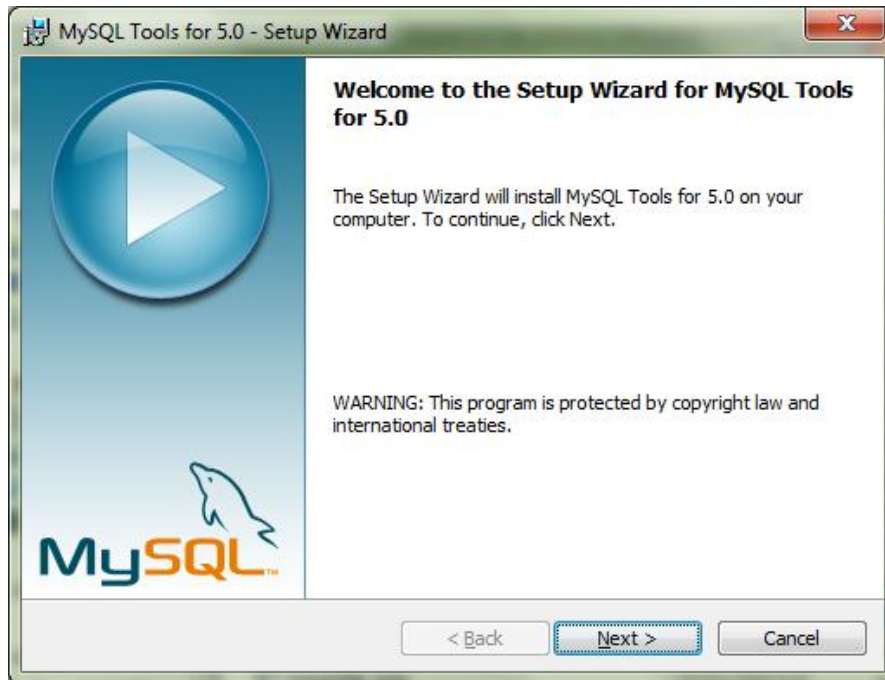 MySQL Tools for 5.0 - Setup Wizard
Welcome to the Setup Wizard for MySQL Tools
for 5.0
The Setup Wizard will install MySQL Tools for 5.0 on your
computer. To continue, click Next.
WARNING: This program is protected by copyright law and
international treaties.
MySQL™
< Back
Next >
Cancel